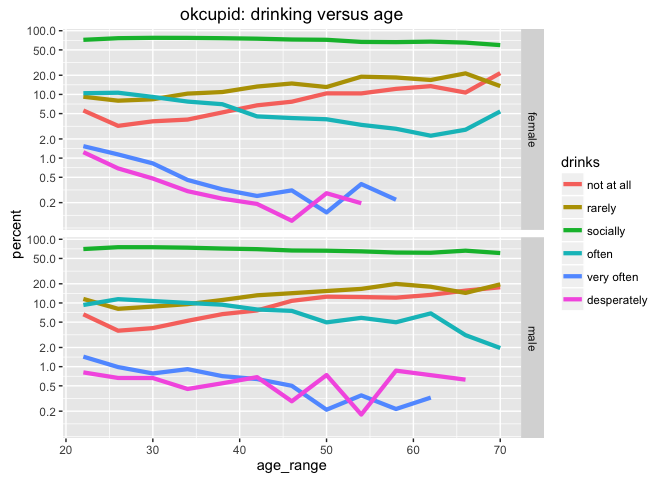 okcupid: drinking versus age
percent
100.0
50.0
20.0
10.0
5.0
2.0
1.0
0.5
0.2
female
100.0
50.0
20.0
10.0
5.0
2.0
1.0
0.5
0.2
male
20 30 40 50 60 70
age_range
drinks
not at all
rarely
socially
often
very often
desperately